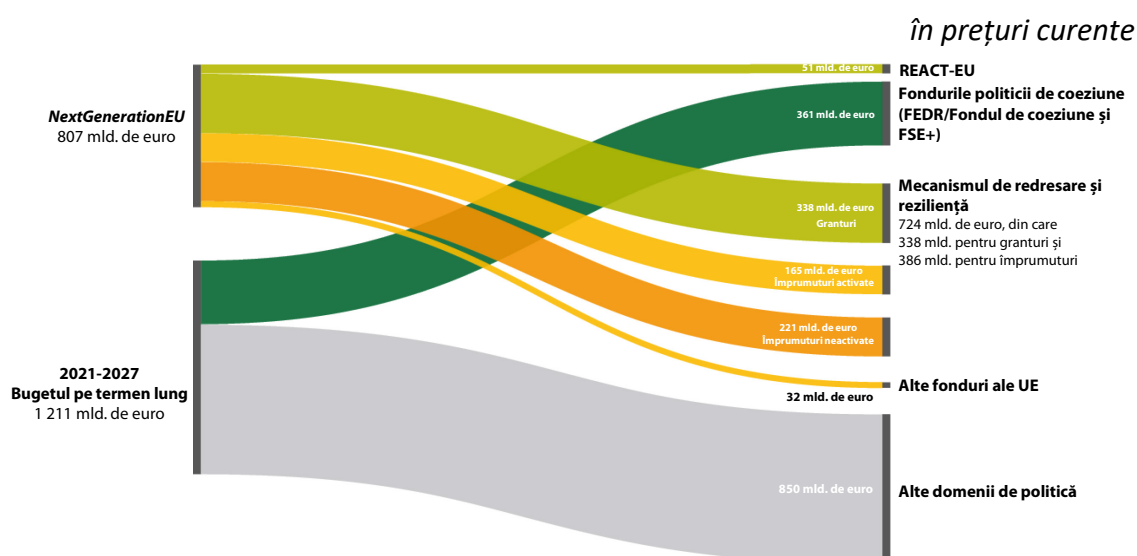 în prețuri curente
NextGenerationEU
807 mld. de euro
2021-2027
Bugetul pe termen lung
1 211 mld. de euro
51 mld. de euro
REACT-EU
361 mld. de euro
Fondurile politicii de coeziune
(FEDR/Fondul de coeziune și
FSE+)
338 mld. de euro
Granturi
Mecanismul de redresare și
reziliență
724 mld. de euro, din care
338 mld. pentru granturi și
386 mld. pentru împrumuturi
165 mld. de euro
Împrumuturi activate
221 mld. de euro
Împrumuturi neactivate
Alte fonduri ale UE
32 mld. de euro
850 mld. de euro
Alte domenii de politică